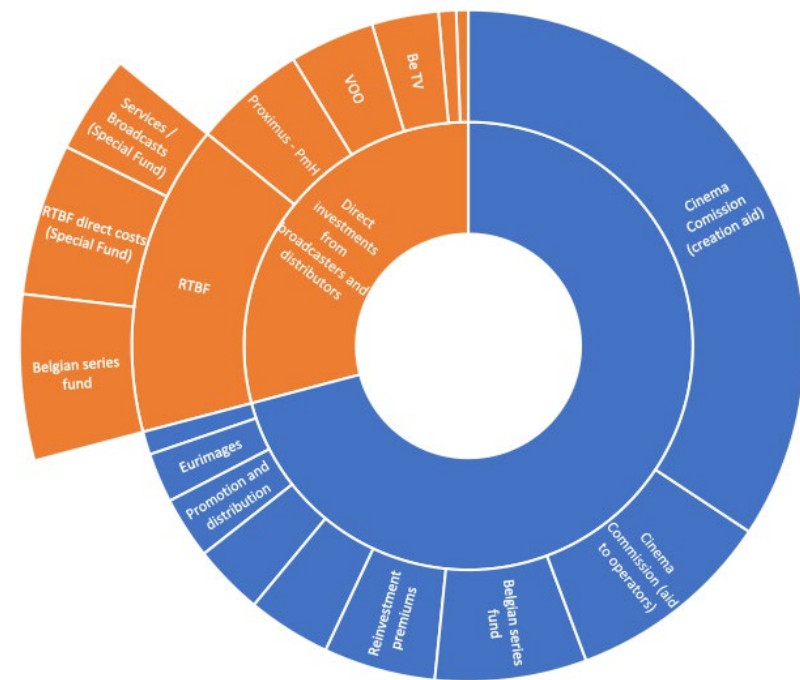 Services /
Broadcasts
(Special Fund)
RTBF direct costs
(Special Fund)
Belgian series
fund
RTBF
Proximus - PmH
VOO
Be TV
Direct
investments
from
broadcasters and
distributors
Cinema
Comission
(creation aid)
Cinema
Commission (aid
to operators)
Belgian series
fund
Reinvestment
premiums
Promotion and
distribution
Eurimages